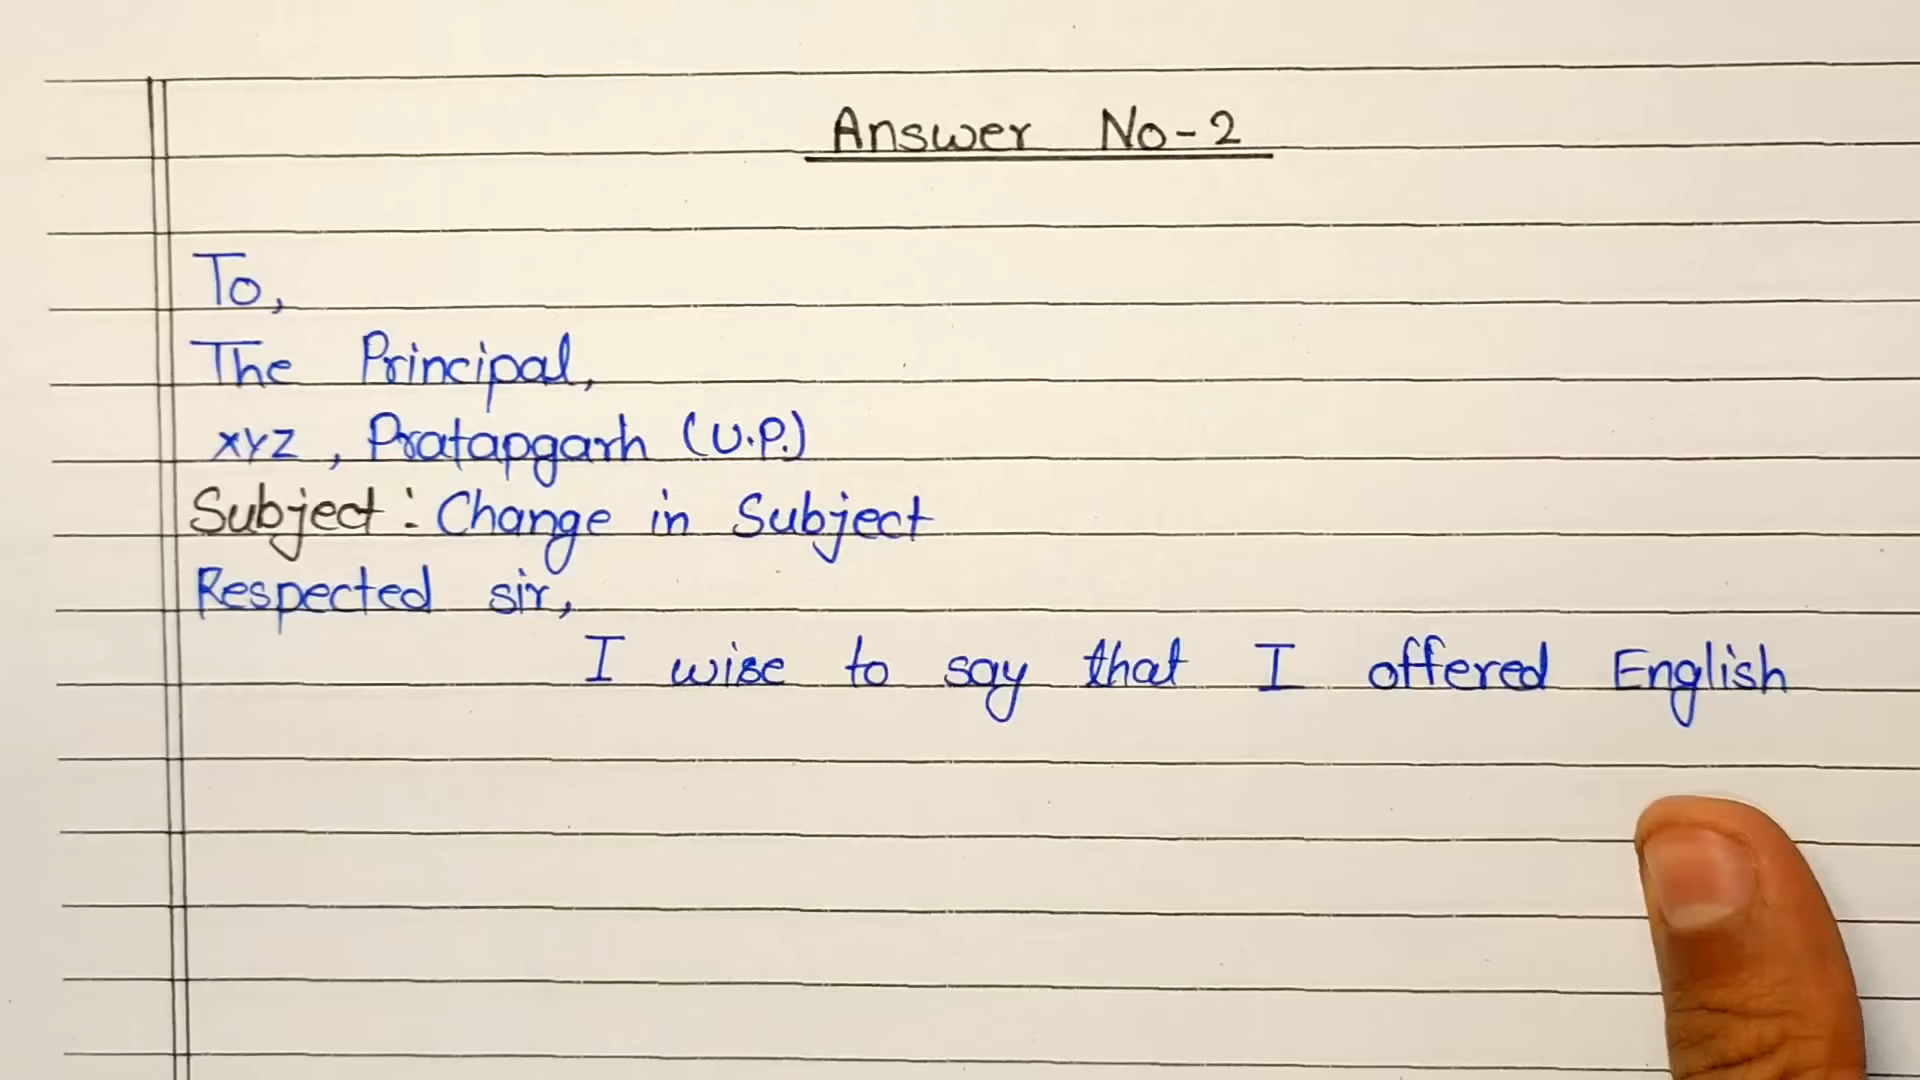 Answer No-2
To,
The Principal,
XYZ, Pratapgarh (U.P.)
Subject: Change in Subject
Respected sir,
I wise to say that I offered English